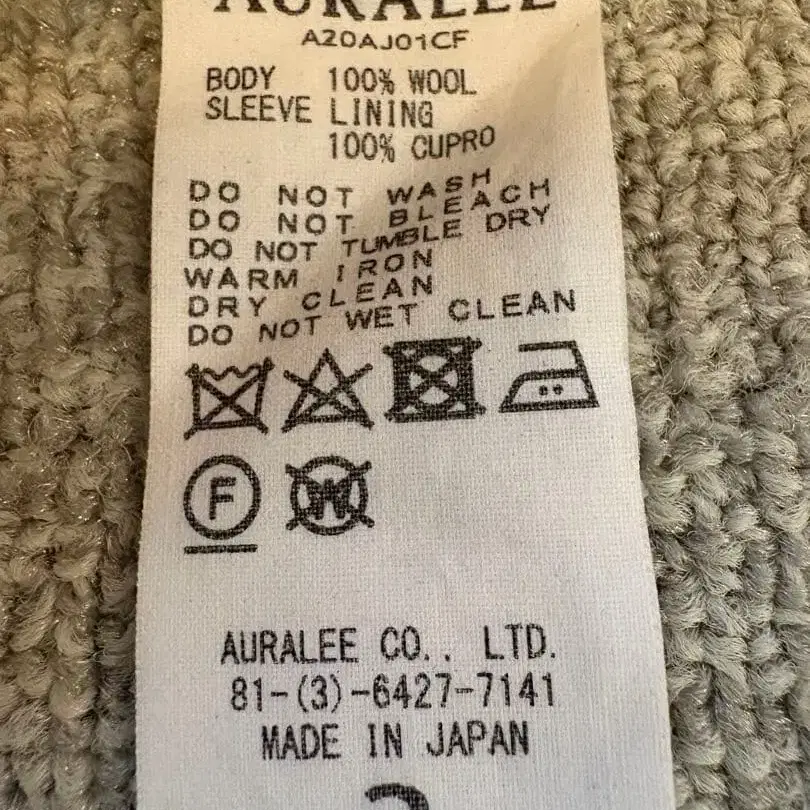 AURALEE
A20AJ01CF
BODY 100% WOOL
SLEEVE LINING
100% CUPRO
DO NOT WASH
DO NOT BLEACH
DO NOT TUMBLE DRY
WARM IRON
DRY CLEAN
DO NOT WET CLEAN
F W
AURALEE CO., LTD.
81-(3)-6427-7141
MADE IN JAPAN